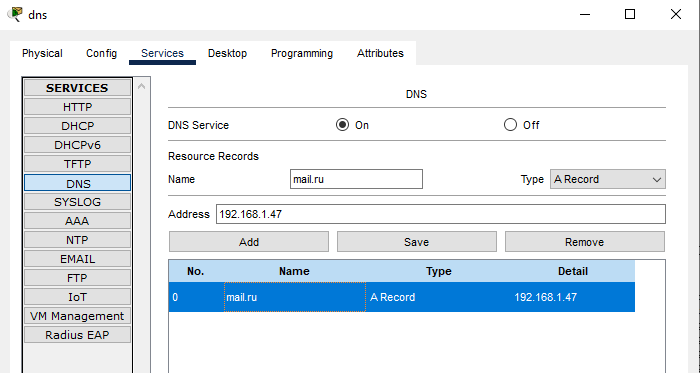 dns
Physical Config Services Desktop Programming Attributes
SERVICES
HTTP
DHCP
DHCPv6
TFTP
DNS
SYSLOG
AAA
NTP
EMAIL
FTP
IoT
VM Management
Radius EAP
DNS
DNS Service On Off
Resource Records
Name mail.ru Type A Record
Address 192.168.1.47
Add Save Remove
No. Name Type Detail
0 mail.ru A Record 192.168.1.47